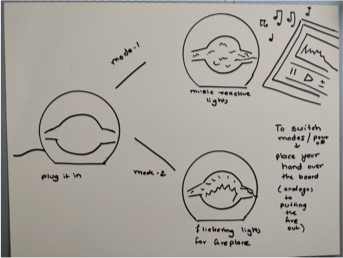 mode-1
music reactive
lights
plug it in
mode-2
flickering lights
for fireplace
To switch
modes/power
off
place your
hand over
the board
(analogous
to
putting
the
fire
out)